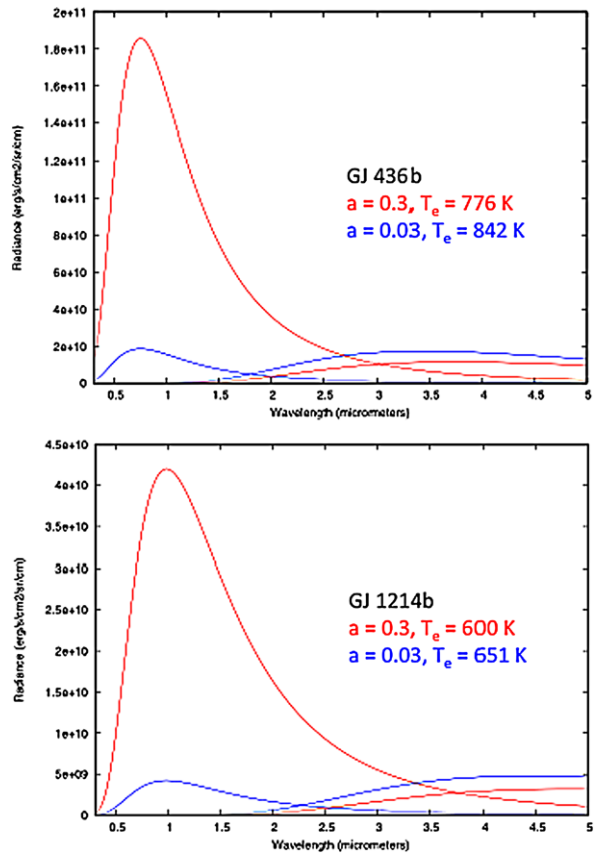 2e+11
1.8e+11
1.6e+11
1.4e+11
1.2e+11
1e+11
8e+10
6e+10
4e+10
2e+10
0
Radiance (erg/s/cm2/sr/cm)
GJ 436b
a = 0.3, Te = 776 K
a = 0.03, Te = 842 K
0.5 1 1.5 2 2.5 3 3.5 4 4.5 5
Wavelength (micrometers)
4.5e+10
4e+10
3.5e+10
3e+10
2.5e+10
2e+10
1.5e+10
1e+10
5e+09
0
Radiance (erg/s/cm2/sr/cm)
GJ 1214b
a = 0.3, Te = 600 K
a = 0.03, Te = 651 K
0.5 1 1.5 2 2.5 3 3.5 4 4.5 5
Wavelength (micrometers)